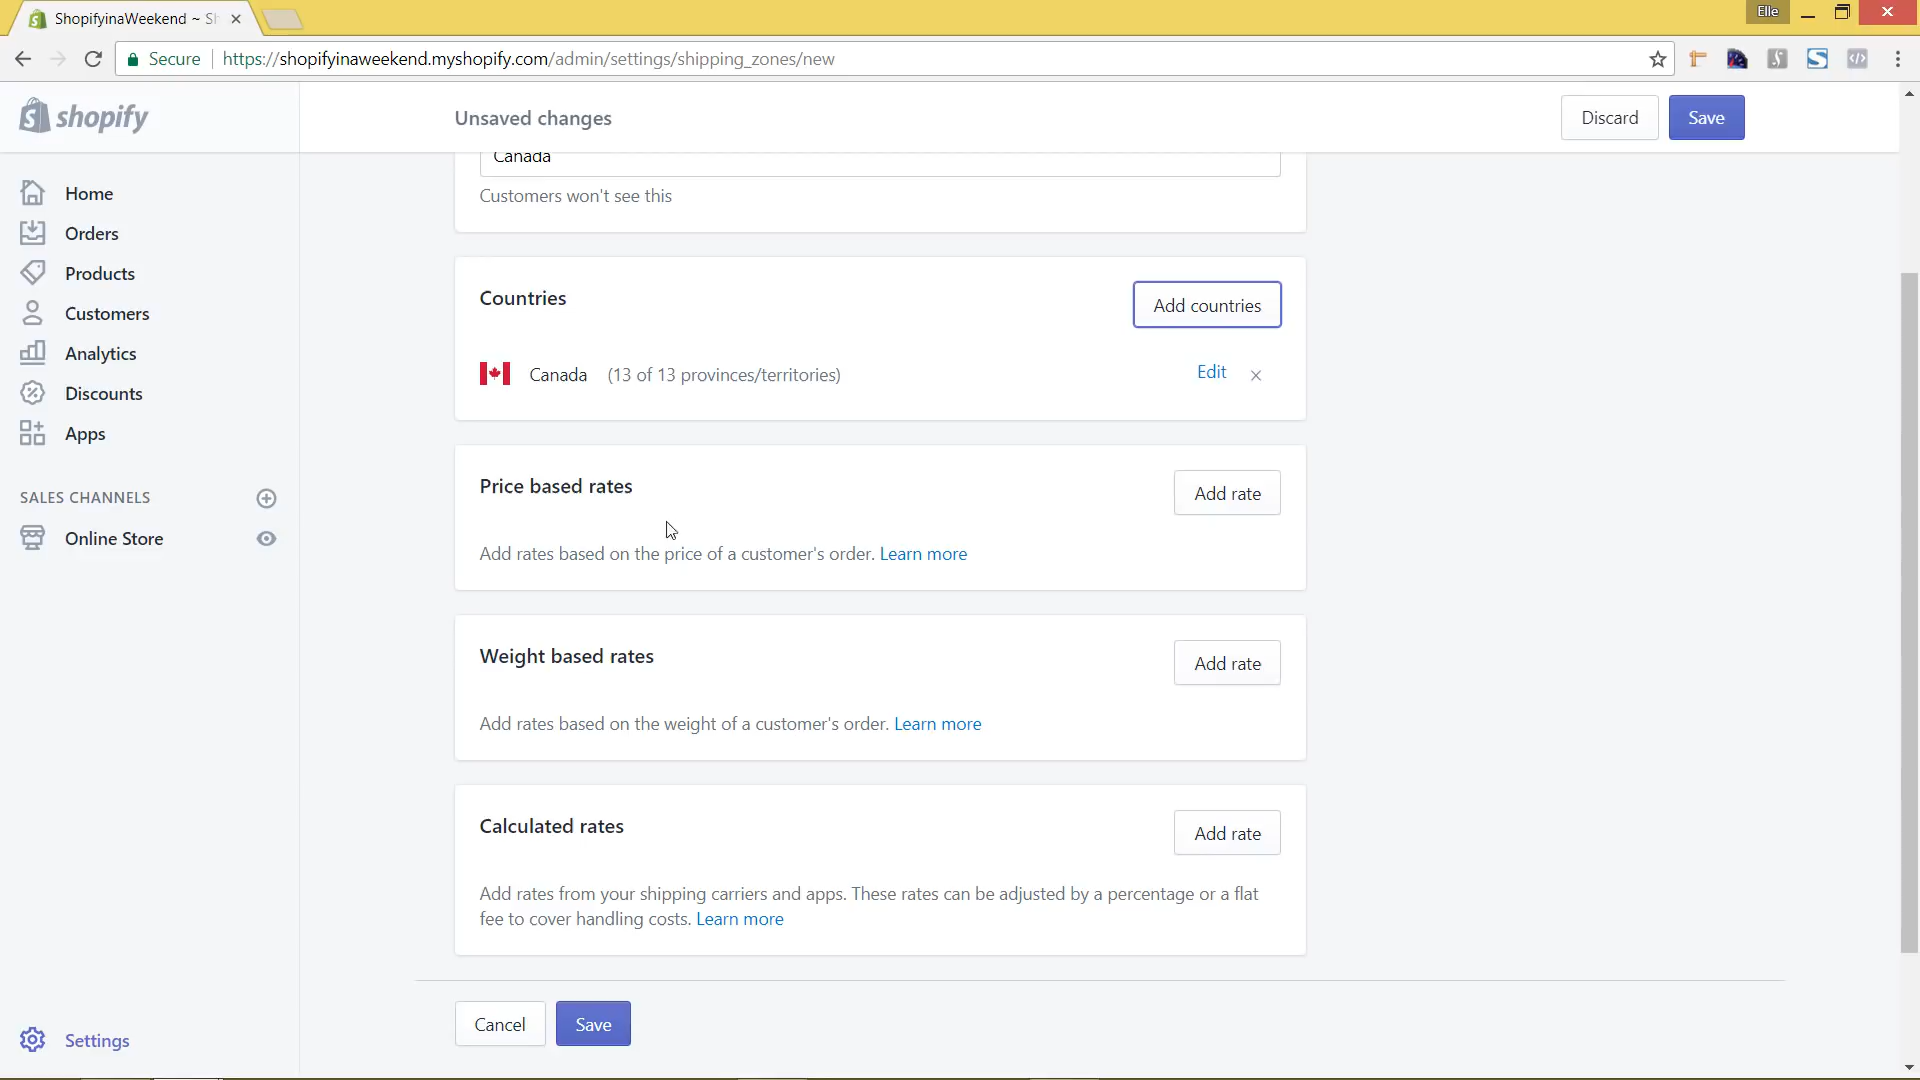 ShopifyinaWeekend ~ Sh
Elle
Secure
https://shopifyinaweekend.myshopify.com/admin/settings/shipping_zones/new
shopify
Unsaved changes
Discard
Save
Home
Orders
Products
Customers
Analytics
Discounts
Apps
SALES CHANNELS
Online Store
Settings
Canada
Customers won't see this
Countries
Add countries
Canada (13 of 13 provinces/territories)
Edit
Price based rates
Add rate
Add rates based on the price of a customer's order. Learn more
Weight based rates
Add rate
Add rates based on the weight of a customer's order. Learn more
Calculated rates
Add rate
Add rates from your shipping carriers and apps. These rates can be adjusted by a percentage or a flat
fee to cover handling costs. Learn more
Cancel
Save